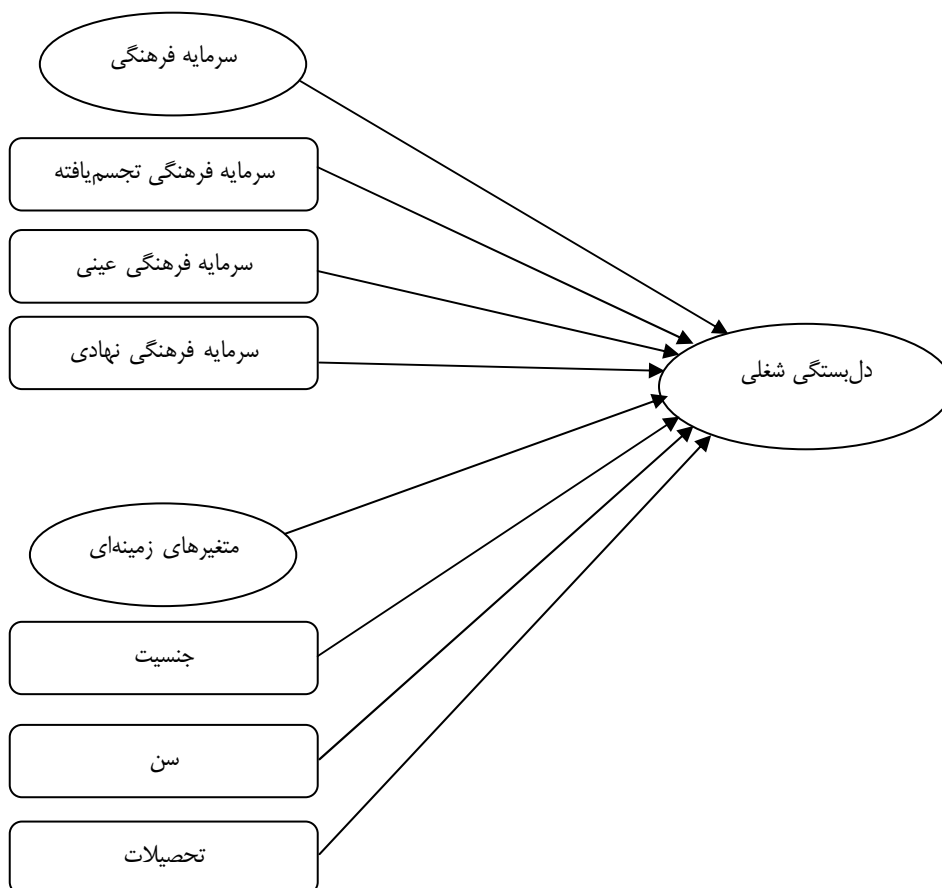 سرمایه فرهنگی
سرمایه فرهنگی تجسم‌یافته
سرمایه فرهنگی عینی
سرمایه فرهنگی نهادی
دل‌بستگی شغلی
متغیرهای زمینه‌ای
جنسیت
سن
تحصیلات